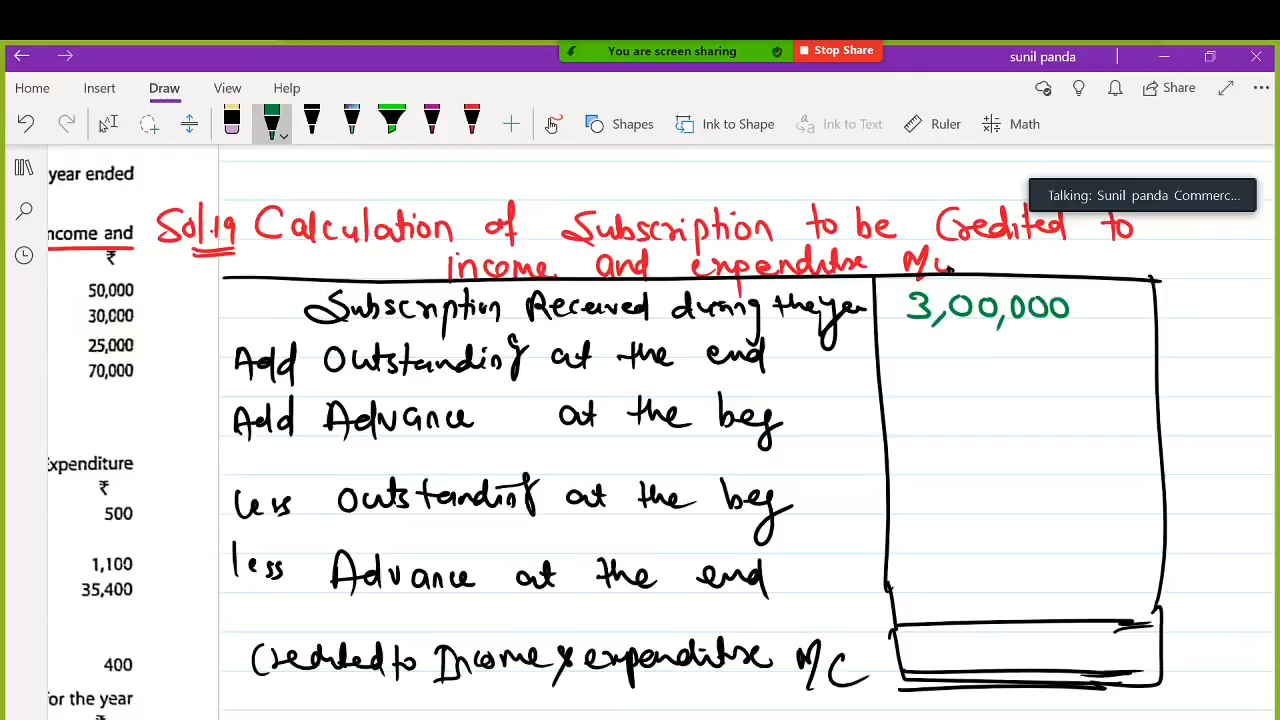 You are screen sharing
Stop Share
sunil panda
Home Insert Draw View Help
Share
Shapes Ink to Shape Ink to Text Ruler Math
Talking: Sunil panda Commerc...
year ended
ncome and
₹
50,000
30,000
25,000
70,000
Expenditure
₹
500
1,100
35,400
400
for the year
₹
Sol.19 Calculation of Subscription to be Credited to
income and expenditure A/c
Subscription Received during the year 3,00,000
Add Outstanding at the end
Add Advance at the beg
less Outstanding at the beg
less Advance at the end
Credited to Income & expenditure A/C